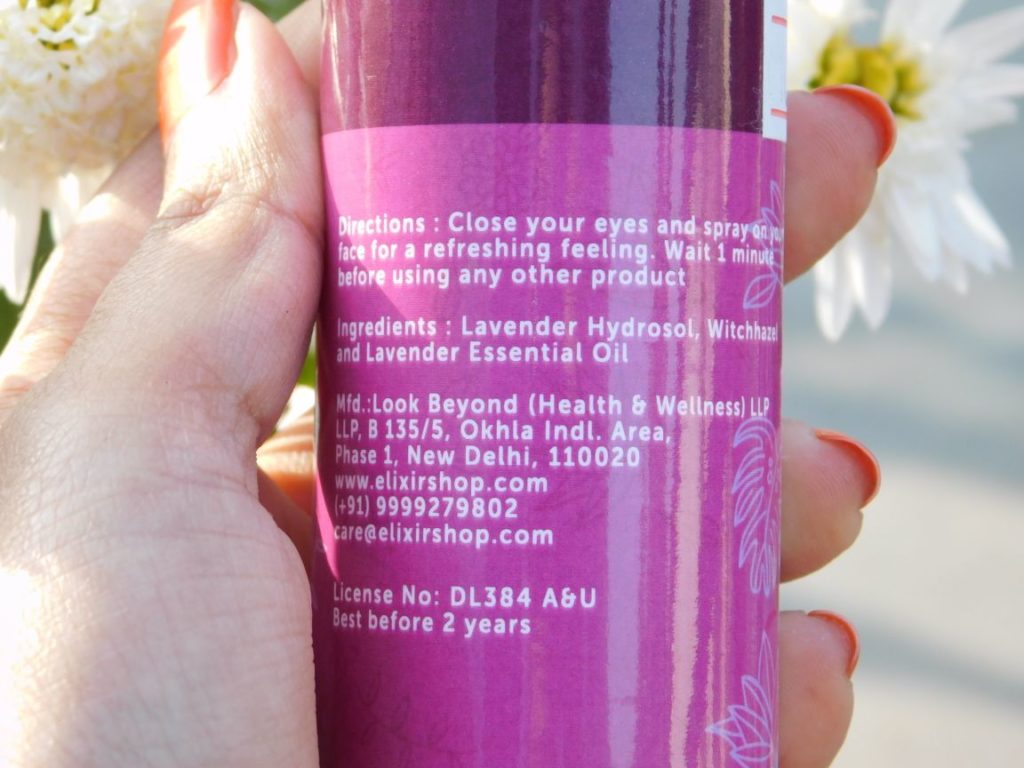 Directions : Close your eyes and spray on your
face for a refreshing feeling. Wait 1 minute
before using any other product
Ingredients : Lavender Hydrosol, Witchhazel
and Lavender Essential Oil
Mfd.:Look Beyond (Health & Wellness) LLP
LLP, B 135/5, Okhla Indl. Area,
Phase 1, New Delhi, 110020
www.elixirshop.com
(+91) 9999279802
care@elixirshop.com
License No: DL384 A&U
Best before 2 years